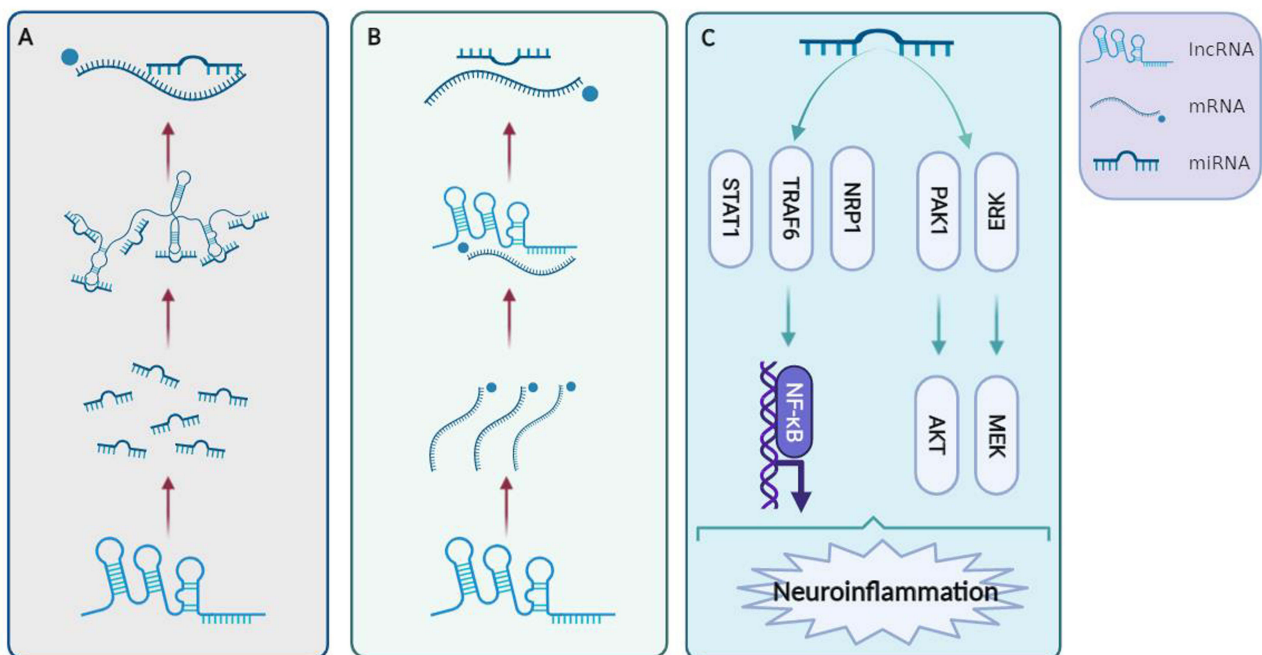 A
B
C
lncRNA
mRNA
miRNA
STAT1
TRAF6
NRP1
PAK1
ERK
NF-κB
AKT
MEK
Neuroinflammation